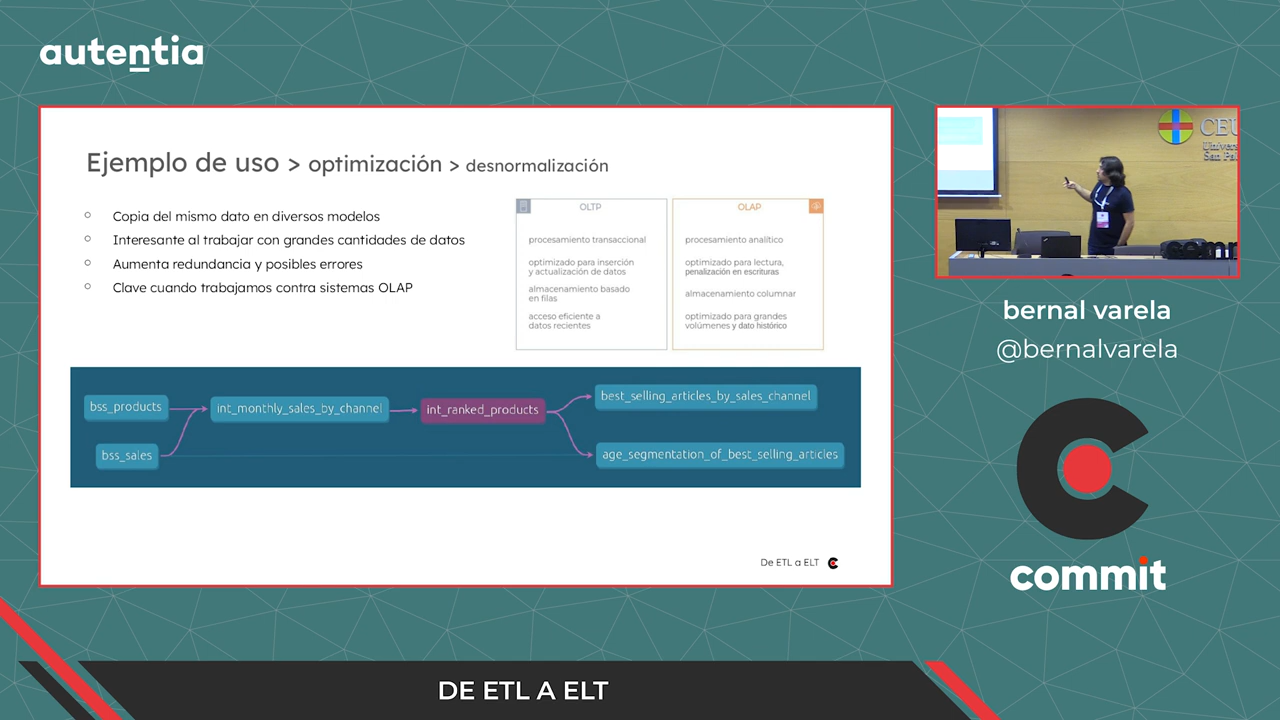 autentia
Ejemplo de uso > optimización > desnormalización
Copia del mismo dato en diversos modelos
Interesante al trabajar con grandes cantidades de datos
Aumenta redundancia y posibles errores
Clave cuando trabajamos contra sistemas OLAP
OLTP
procesamiento transaccional
optimizado para inserción
y actualización de datos
almacenamiento basado
en filas
acceso eficiente a
datos recientes
OLAP
procesamiento analítico
optimizado para lectura,
penalización en escrituras
almacenamiento columnar
optimizado para grandes
volúmenes y dato histórico
bss_products
bss_sales
int_monthly_sales_by_channel
int_ranked_products
best_selling_articles_by_sales_channel
age_segmentation_of_best_selling_articles
De ETL a ELT
CEU
Univers
San Pa
bernal varela
@bernalvarela
commit
DE ETL A ELT